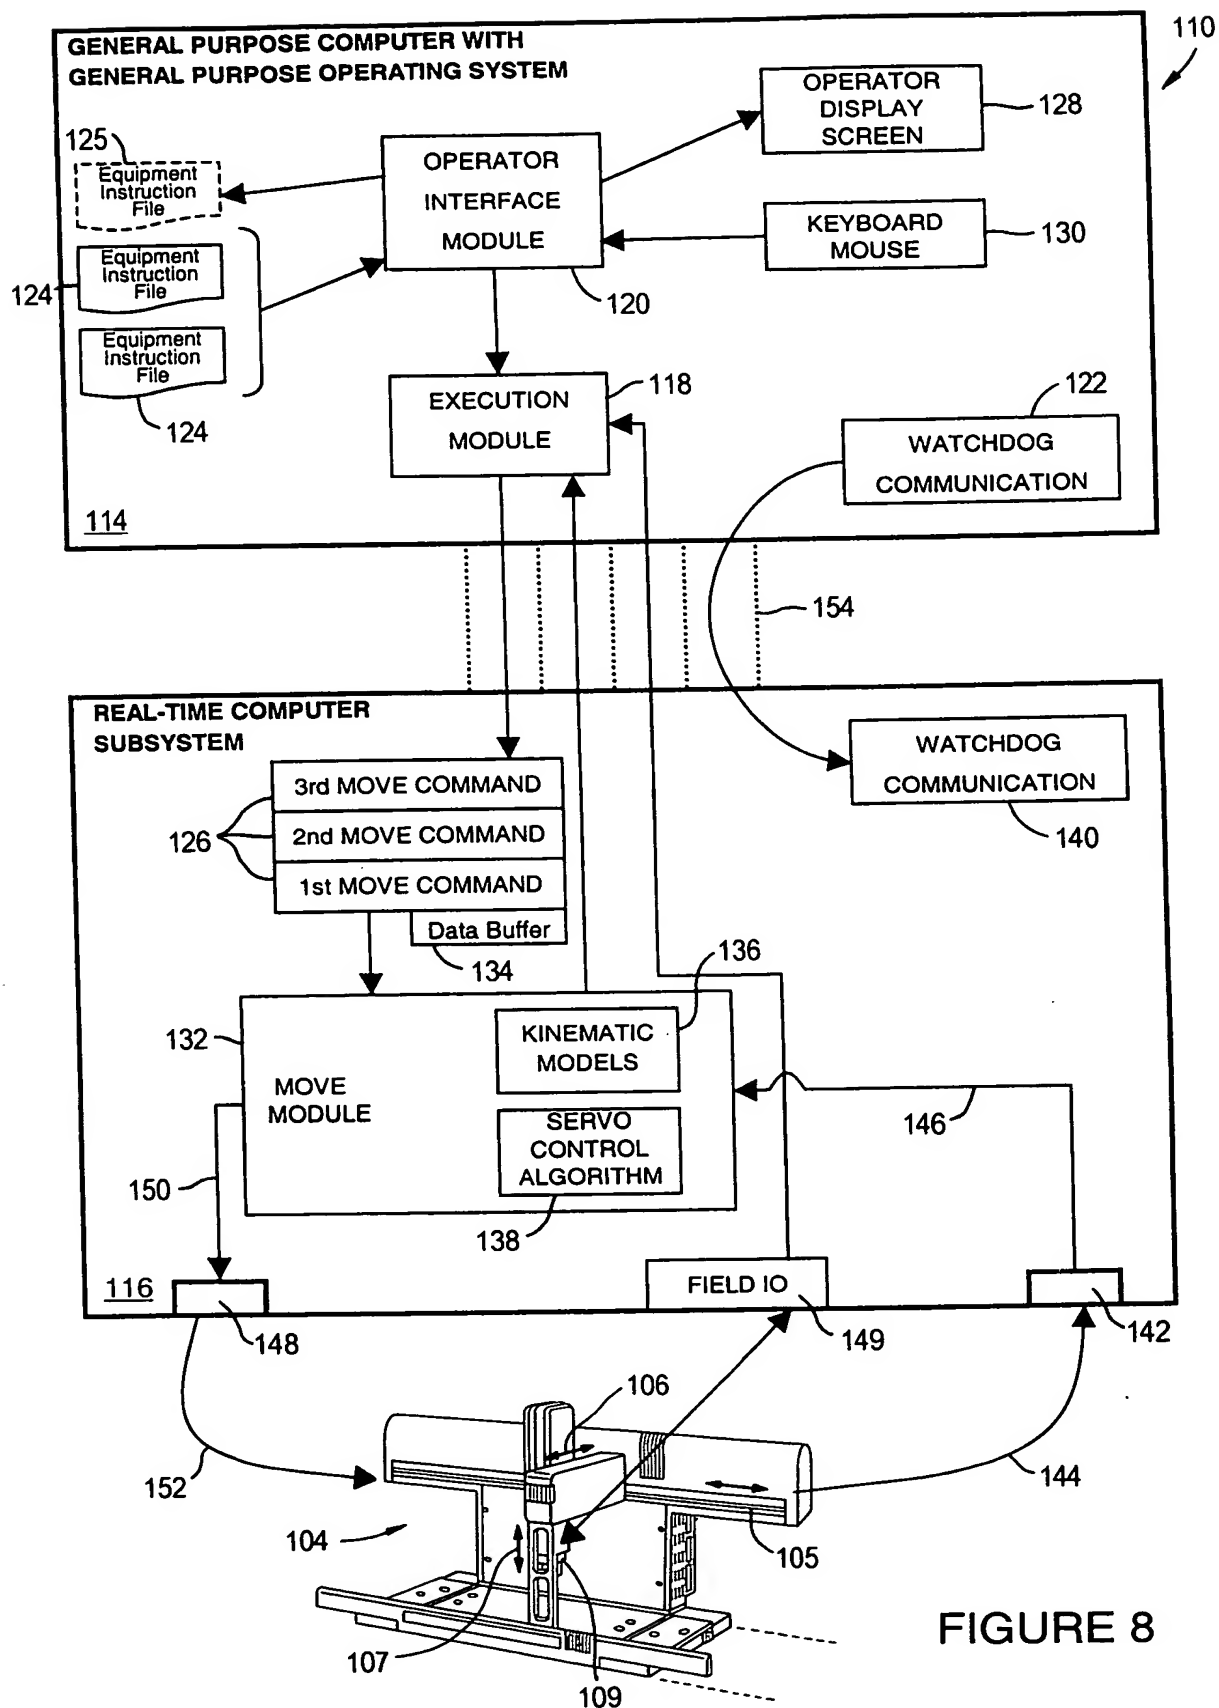 110
GENERAL PURPOSE COMPUTER WITH
GENERAL PURPOSE OPERATING SYSTEM
OPERATOR
DISPLAY
SCREEN
128
125
Equipment
Instruction
File
OPERATOR
INTERFACE
MODULE
KEYBOARD
MOUSE
130
124
Equipment
Instruction
File
120
Equipment
Instruction
File
124
118
EXECUTION
MODULE
122
WATCHDOG
COMMUNICATION
114
154
REAL-TIME COMPUTER
SUBSYSTEM
WATCHDOG
COMMUNICATION
140
3rd MOVE COMMAND
126
2nd MOVE COMMAND
1st MOVE COMMAND
Data Buffer
134
136
132
KINEMATIC
MODELS
MOVE
MODULE
146
SERVO
CONTROL
ALGORITHM
150
138
116
FIELD IO
148
149
142
106
152
144
104
105
107
109
FIGURE 8